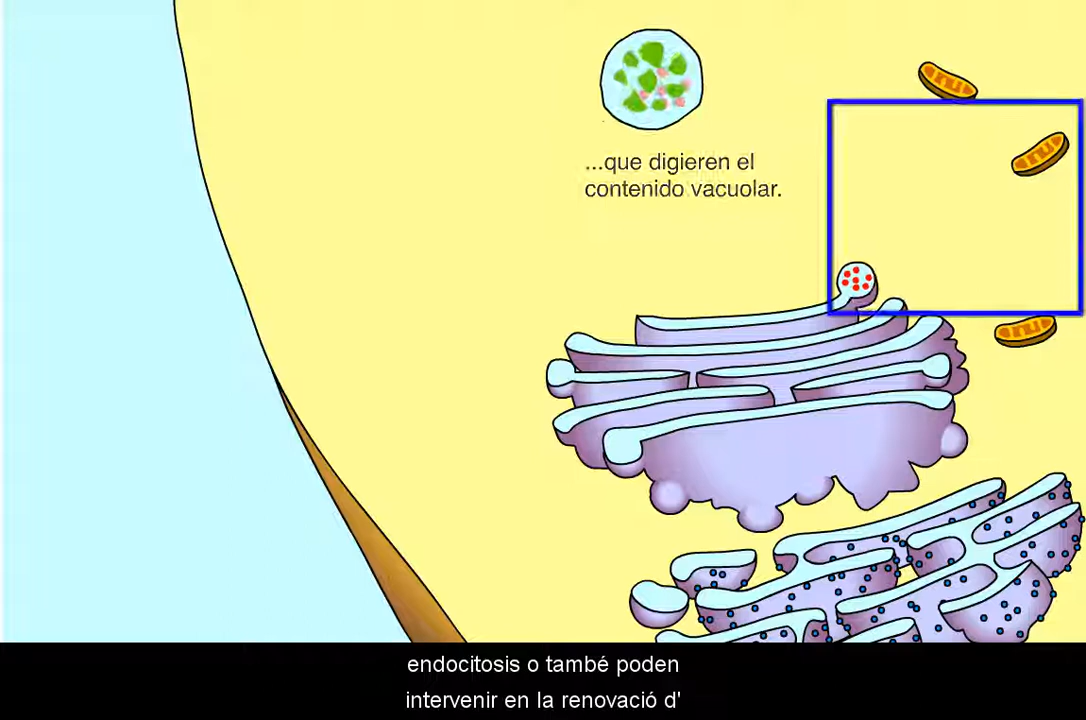 ...que digieren el
contenido vacuolar.
endocitosis o també poden
intervenir en la renovació d'